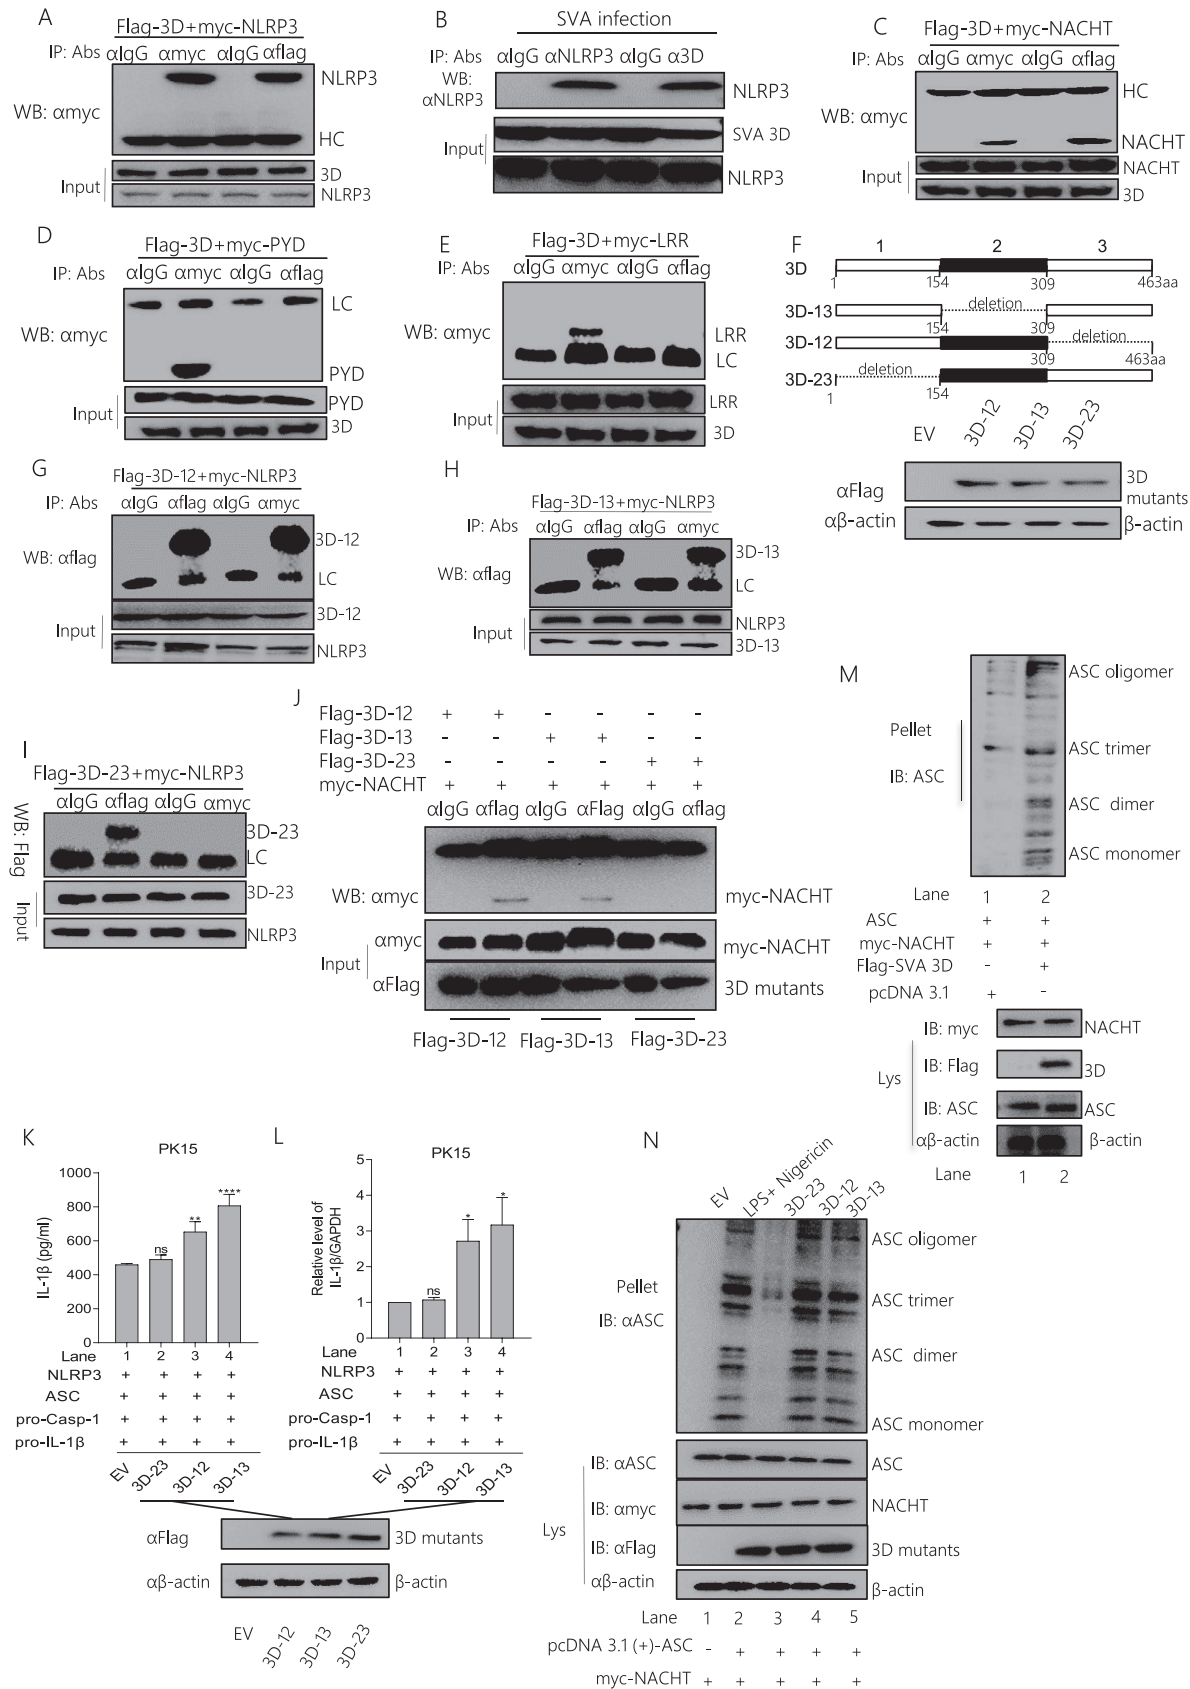 A
Flag-3D+myc-NLRP3
IP: Abs αIgG αmyc αIgG αflag
NLRP3
WB: αmyc
HC
Input
3D
NLRP3
B
SVA infection
IP: Abs αIgG αNLRP3 αIgG α3D
WB:
αNLRP3
NLRP3
Input
SVA 3D
NLRP3
C
Flag-3D+myc-NACHT
IP: Abs αIgG αmyc αIgG αflag
HC
WB: αmyc
NACHT
Input
NACHT
3D
D
Flag-3D+myc-PYD
IP: Abs αIgG αmyc αIgG αflag
LC
WB: αmyc
PYD
Input
PYD
3D
E
Flag-3D+myc-LRR
IP: Abs αIgG αmyc αIgG αflag
WB: αmyc
LRR
LC
Input
LRR
3D
F
1 2 3
3D
1 154 309 463aa
3D-13 deletion
154 309
3D-12 deletion
309 463aa
3D-23 deletion
1 154
EV 3D-12 3D-13 3D-23
αFlag
3D
mutants
αβ-actin β-actin
G
Flag-3D-12+myc-NLRP3
IP: Abs αIgG αflag αIgG αmyc
3D-12
WB: αflag
LC
Input
3D-12
NLRP3
H
Flag-3D-13+myc-NLRP3
IP: Abs αIgG αflag αIgG αmyc
3D-13
WB: αflag
LC
Input
NLRP3
3D-13
I
Flag-3D-23+myc-NLRP3
αIgG αflag αIgG αmyc
WB: Flag
3D-23
LC
Input
3D-23
NLRP3
J
Flag-3D-12 + + - - - -
Flag-3D-13 - - + + - -
Flag-3D-23 - - - - + +
myc-NACHT + + + + + +
αIgG αflag αIgG αFlag αIgG αflag
WB: αmyc myc-NACHT
Input
αmyc myc-NACHT
αFlag 3D mutants
Flag-3D-12 Flag-3D-13 Flag-3D-23
M
Pellet
IB: ASC
ASC oligomer
ASC trimer
ASC dimer
ASC monomer
Lane 1 2
ASC + +
myc-NACHT + +
Flag-SVA 3D - +
pcDNA 3.1 + -
Lys
IB: myc NACHT
IB: Flag 3D
IB: ASC ASC
αβ-actin β-actin
Lane 1 2
K
PK15
IL-1β (pg/ml)
1000
800
600
400
200
0
ns ** ****
Lane 1 2 3 4
NLRP3 + + + +
ASC + + + +
pro-Casp-1 + + + +
pro-IL-1β + + + +
EV 3D-23 3D-12 3D-13
L
PK15
Relative level of
IL-1β/GAPDH
5
4
3
2
1
0
ns * *
Lane 1 2 3 4
NLRP3 + + + +
ASC + + + +
pro-Casp-1 + + + +
pro-IL-1β + + + +
EV 3D-23 3D-12 3D-13
αFlag 3D mutants
αβ-actin β-actin
EV 3D-12 3D-13 3D-23
N
EV LPS+ Nigericin 3D-23 3D-12 3D-13
Pellet
IB: αASC
ASC oligomer
ASC trimer
ASC dimer
ASC monomer
Lys
IB: αASC ASC
IB: αmyc NACHT
IB: αFlag 3D mutants
αβ-actin β-actin
Lane 1 2 3 4 5
pcDNA 3.1 (+)-ASC - + + + +
myc-NACHT + + + + +